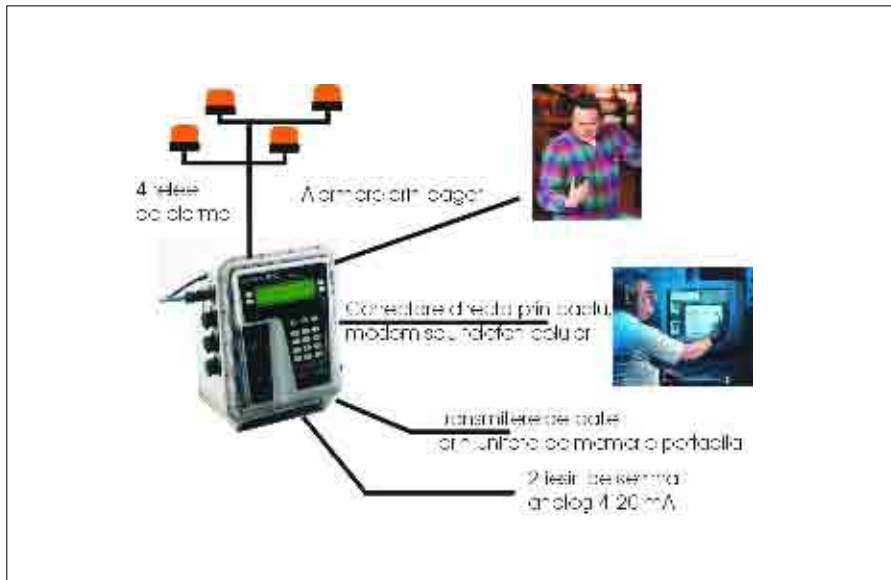 4 relee
de alarma
Alarmare prin pager
Conectare directa prin cablu,
modem sau telefon celular
Transmitere de date
prin unitate de memorie portabila
2 iesiri de semnal
analog 4-20 mA